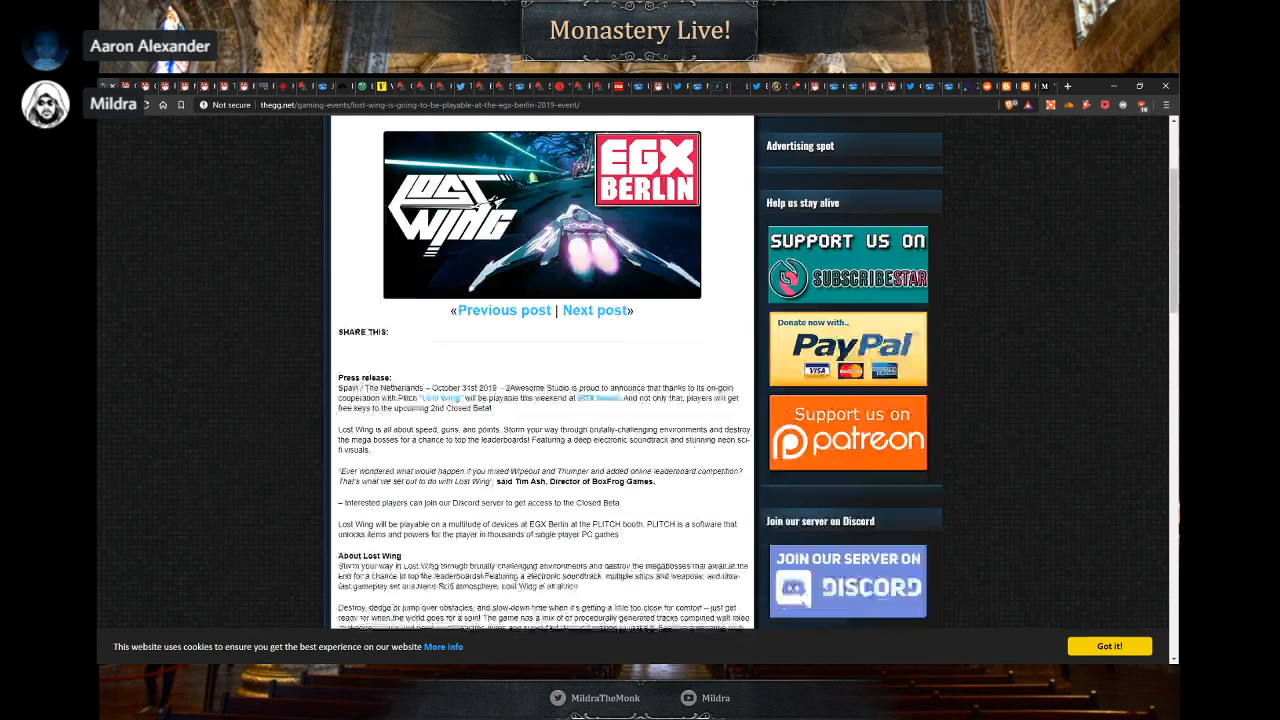 Monastery Live!
Aaron Alexander
Mildra
Not secure | thegg.net/gaming-events/lost-wing-is-going-to-be-playable-at-the-egx-berlin-2019-event/
LOST WING
EGX BERLIN
«Previous post | Next post»
SHARE THIS:
Press release:
Spain / The Netherlands – October 31st 2019 – 2Awesome Studio is proud to announce that thanks to its on-goin
cooperation with Plitch "Lost Wing" will be playable this weekend at And not only that, players will get
free keys to the upcoming 2nd Closed Beta!
Lost Wing is all about speed, guns, and points. Storm your way through brutally-challenging environments and destroy
the mega bosses for a chance to top the leaderboards! Featuring a deep electronic soundtrack and stunning neon sci-
fi visuals.
"Ever wondered what would happen if you mixed Wipeout and Thumper and added online leaderboard competition?
That's what we set out to do with Lost Wing", said Tim Ash, Director of BoxFrog Games.
– Interested players can join our Discord server to get access to the Closed Beta
Lost Wing will be playable on a multitude of devices at EGX Berlin at the PLITCH booth. PLITCH is a software that
unlocks items and powers for the player in thousands of single player PC games
About Lost Wing
Storm your way in Lost Wing through brutally challenging environments and destroy the megabosses that await at the
End for a chance to top the leaderboards! Featuring a electronic soundtrack, multiple ships and weapons, and ultra-
fast gameplay set in a Neon-Scifi atmosphere, Lost Wing
Destroy, dodge or jump over obstacles, and slow-down time when it's getting a little too close for comfort – just get
ready for when the world goes for a spin! The game has a mix of procedurally generated tracks combined with
Advertising spot
Help us stay alive
SUPPORT US ON
SUBSCRIBESTAR
Donate now with..
PayPal
VISA
Support us on
patreon
Join our server on Discord
JOIN OUR SERVER ON
DISCORD
This website uses cookies to ensure you get the best experience on our website More info
Got it!
MildraTheMonk
Mildra